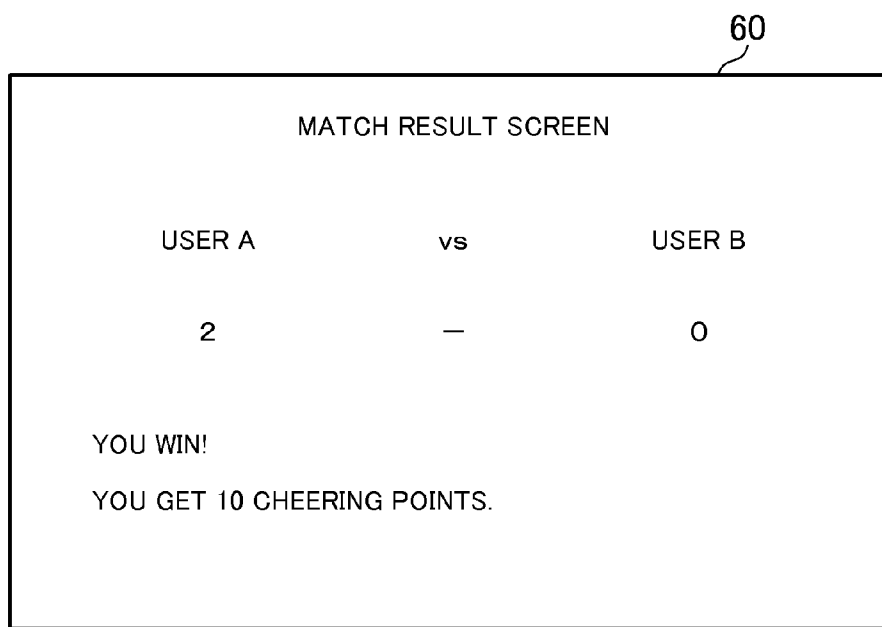 60
MATCH RESULT SCREEN
USER A vs USER B
2 — 0
YOU WIN!
YOU GET 10 CHEERING POINTS.